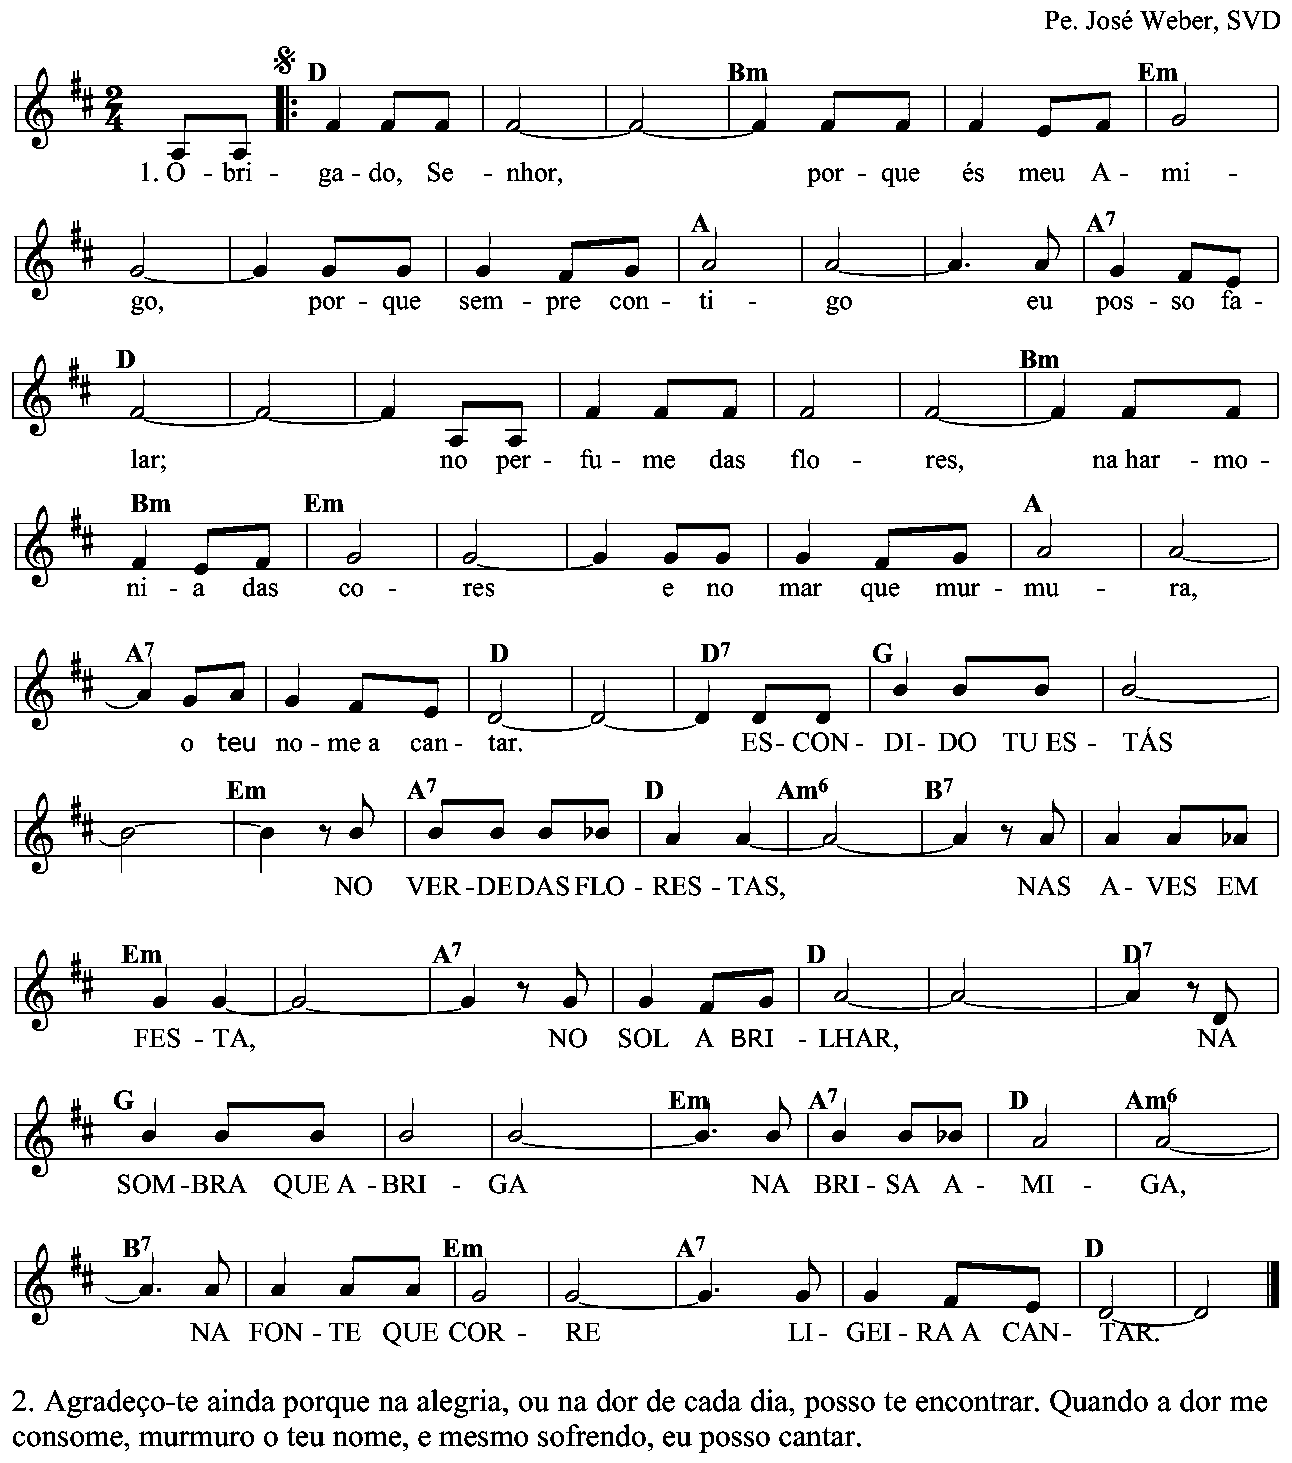 Pe. José Weber, SVD
D Bm Em
1. O - bri - ga - do, Se - nhor, por - que és meu A - mi -
A A7
go, por - que sem - pre con - ti - go eu pos - so fa -
D Bm
lar; no per - fu - me das flo - res, na har - mo -
Bm Em A
ni - a das co - res e no mar que mur - mu - ra,
A7 D D7 G
o teu no - me a can - tar. ES - CON - DI - DO TU ES - TÁS
Em A7 D Am6 B7
NO VER - DE DAS FLO - RES - TAS, NAS A - VES EM
Em A7 D D7
FES - TA, NO SOL A BRI - LHAR, NA
G Em A7 D Am6
SOM - BRA QUE A - BRI - GA NA BRI - SA A - MI - GA,
B7 Em A7 D
NA FON - TE QUE COR - RE LI - GEI - RA A CAN - TAR.
2. Agradeço-te ainda porque na alegria, ou na dor de cada dia, posso te encontrar. Quando a dor me
consome, murmuro o teu nome, e mesmo sofrendo, eu posso cantar.